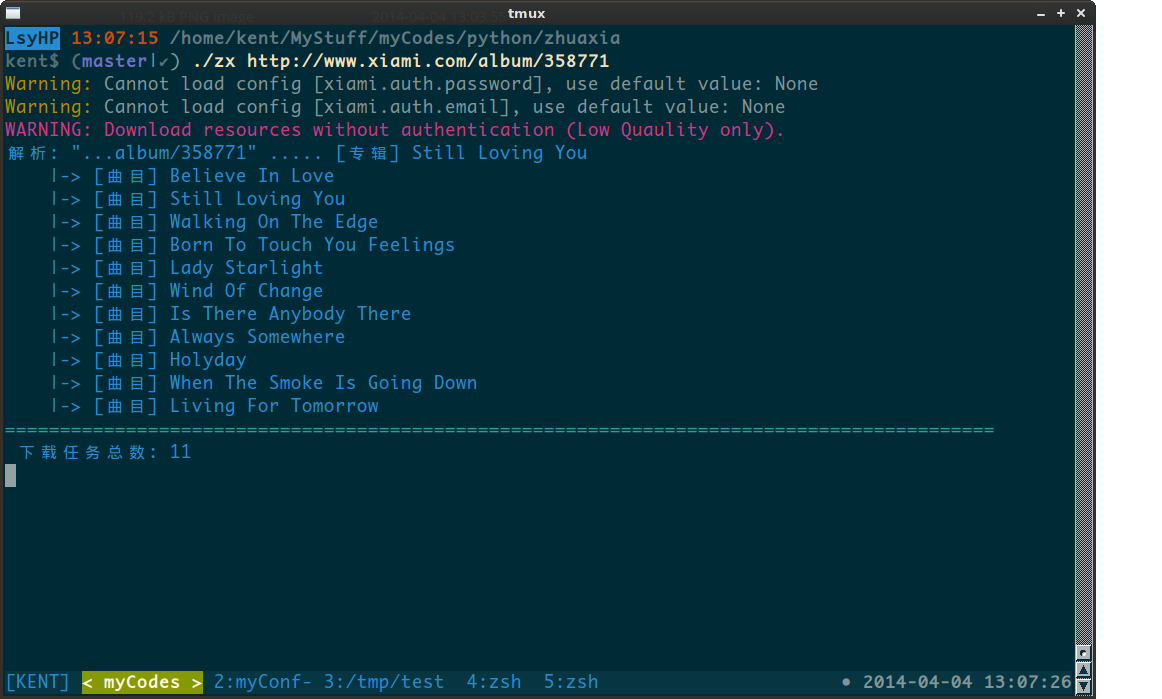 tmux
LsyHP 13:07:15 /home/kent/MyStuff/myCodes/python/zhuaxia
kent$ (master|✔) ./zx http://www.xiami.com/album/358771
Warning: Cannot load config [xiami.auth.password], use default value: None
Warning: Cannot load config [xiami.auth.email], use default value: None
WARNING: Download resources without authentication (Low Quaulity only).
解析: "...album/358771" ..... [专辑] Still Loving You
|-> [曲目] Believe In Love
|-> [曲目] Still Loving You
|-> [曲目] Walking On The Edge
|-> [曲目] Born To Touch You Feelings
|-> [曲目] Lady Starlight
|-> [曲目] Wind Of Change
|-> [曲目] Is There Anybody There
|-> [曲目] Always Somewhere
|-> [曲目] Holyday
|-> [曲目] When The Smoke Is Going Down
|-> [曲目] Living For Tomorrow
==========================================================================================
下载任务总数: 11
[KENT] < myCodes > 2:myConf- 3:/tmp/test 4:zsh 5:zsh • 2014-04-04 13:07:26